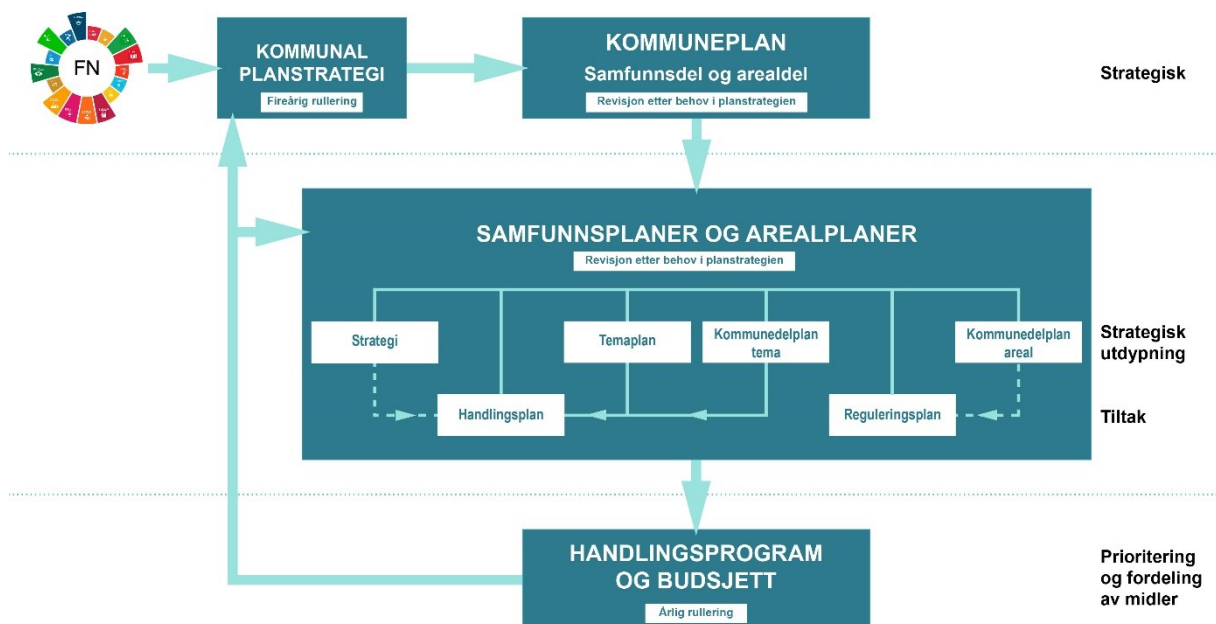 FN
KOMMUNAL
PLANSTRATEGI
Fireårig rullering
KOMMUNEPLAN
Samfunnsdel og arealdel
Revisjon etter behov i planstrategien
Strategisk
SAMFUNNSPLANER OG AREALPLANER
Revisjon etter behov i planstrategien
Strategi
Temaplan
Kommunedelplan
tema
Kommunedelplan
areal
Strategisk
utdypning
Handlingsplan
Reguleringsplan
Tiltak
HANDLINGSPROGRAM
OG BUDSJETT
Årlig rullering
Prioritering
og fordeling
av midler